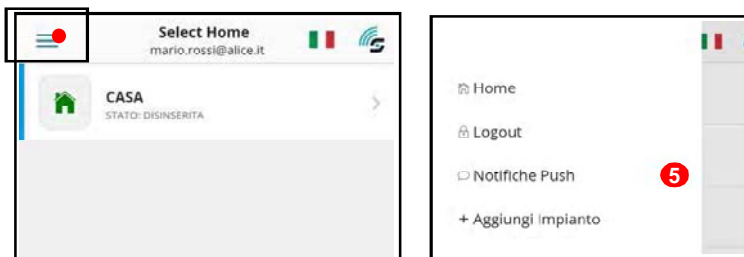 Select Home
mario.rossi@alice.it
CASA
STATO: DISINSERITA
Home
Logout
Notifiche Push
5
+ Aggiungi Impianto